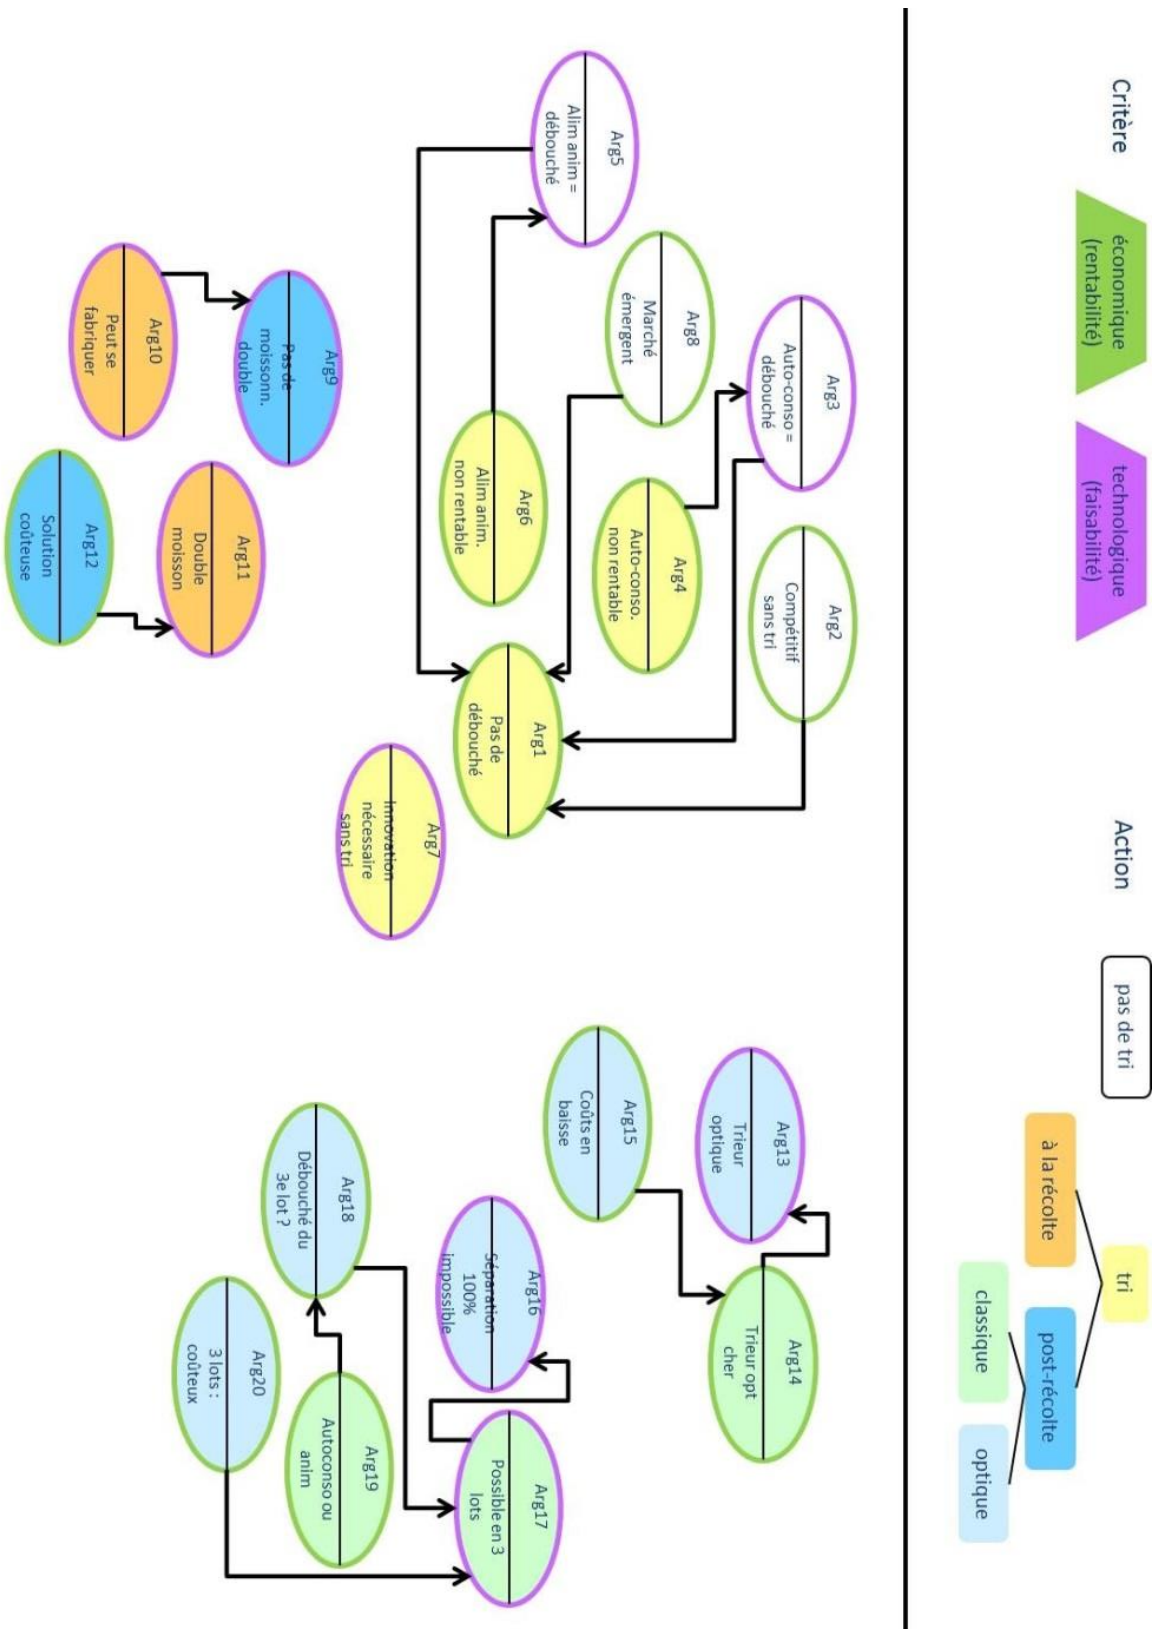 Critère
économique
(rentabilité)
technologique
(faisabilité)
Action
pas de tri
tri
à la récolte
post-récolte
classique
optique
Arg3
Auto-conso =
débouché
Arg2
Compétitif
sans tri
Arg5
Alim anim =
débouché
Arg8
Marché
émergent
Arg4
Auto-conso.
non rentable
Arg6
Alim anim.
non rentable
Arg1
Pas de
débouché
Arg7
Innovation
nécessaire
sans tri
Arg9
Pas de
moissonn.
double
Arg10
Peut se
fabriquer
Arg11
Double
moisson
Arg12
Solution
coûteuse
Arg13
Trieur
optique
Arg14
Trieur opt
cher
Arg15
Coûts en
baisse
Arg16
Séparation
100%
impossible
Arg17
Possible en 3
lots
Arg18
Débouché du
3e lot ?
Arg19
Autoconso ou
anim
Arg20
3 lots :
coûteux